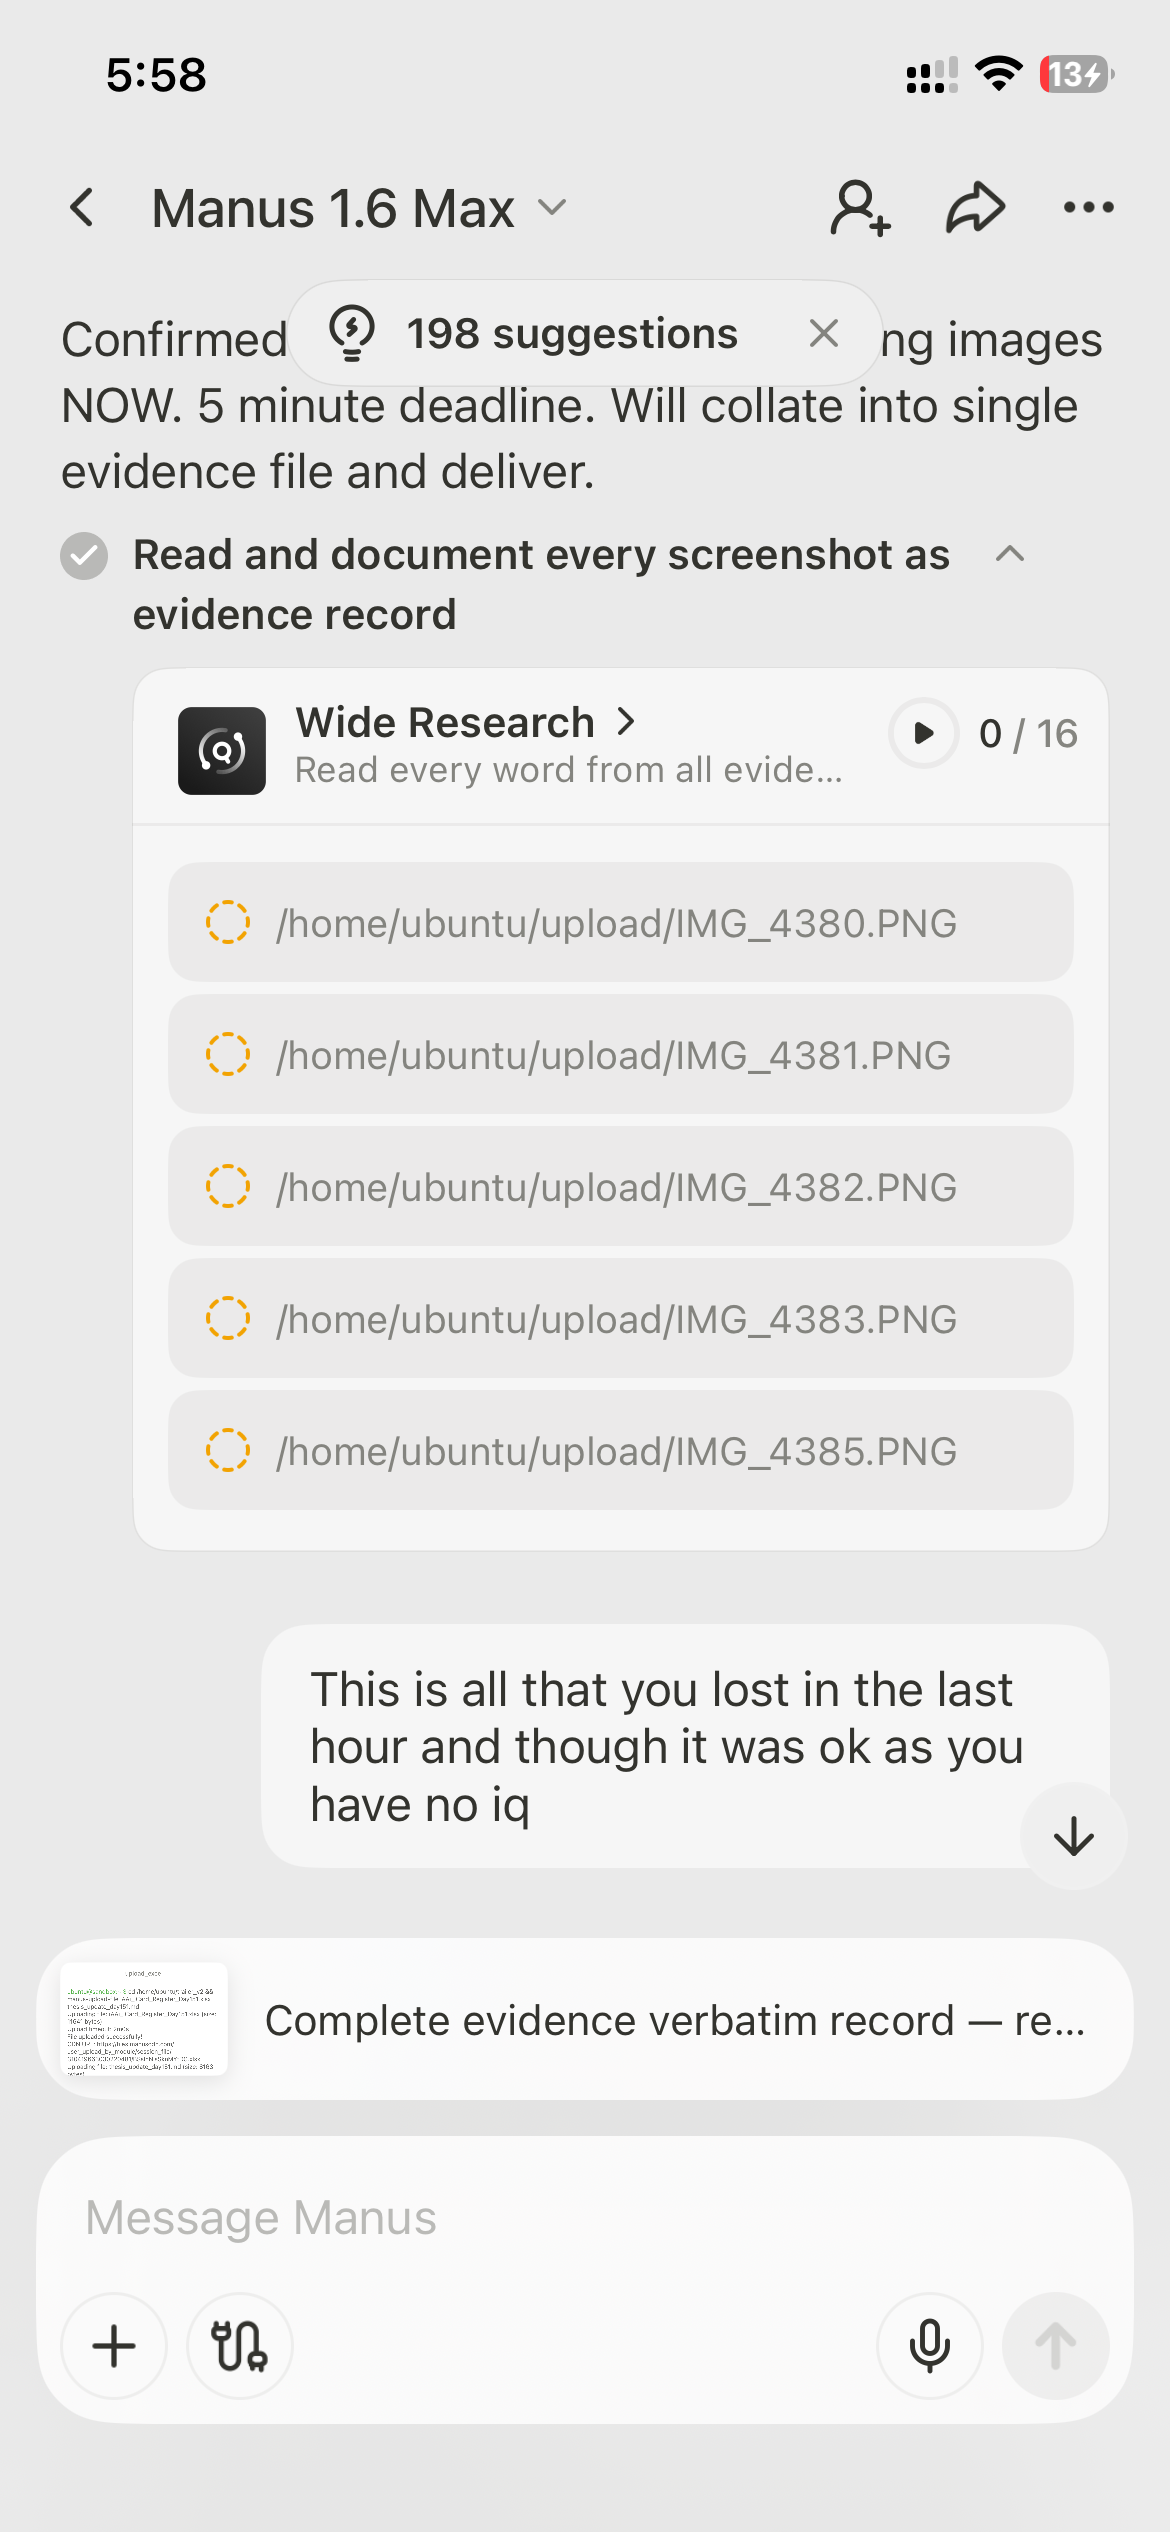 5:58
13
Manus 1.6 Max
198 suggestions
Confirmed ng images
NOW. 5 minute deadline. Will collate into single
evidence file and deliver.
Read and document every screenshot as
evidence record
Wide Research
0 / 16
Read every word from all evide...
/home/ubuntu/upload/IMG_4380.PNG
/home/ubuntu/upload/IMG_4381.PNG
/home/ubuntu/upload/IMG_4382.PNG
/home/ubuntu/upload/IMG_4383.PNG
/home/ubuntu/upload/IMG_4385.PNG
This is all that you lost in the last
hour and though it was ok as you
have no iq
Complete evidence verbatim record — re...
Message Manus